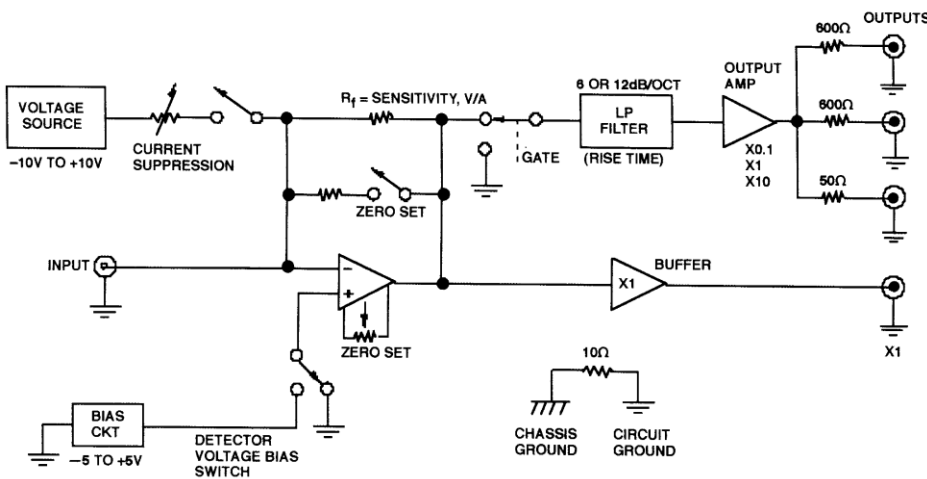 OUTPUTS
600Ω
6 OR 12dB/OCT
OUTPUT
AMP
VOLTAGE
SOURCE
Rf = SENSITIVITY, V/A
LP
FILTER
600Ω
–10V TO +10V
CURRENT
SUPPRESSION
GATE
(RISE TIME)
X0.1
X1
X10
50Ω
ZERO SET
INPUT
–
+
BUFFER
X1
ZERO SET
X1
10Ω
BIAS
CKT
–5 TO +5V
DETECTOR
VOLTAGE BIAS
SWITCH
CHASSIS
GROUND
CIRCUIT
GROUND